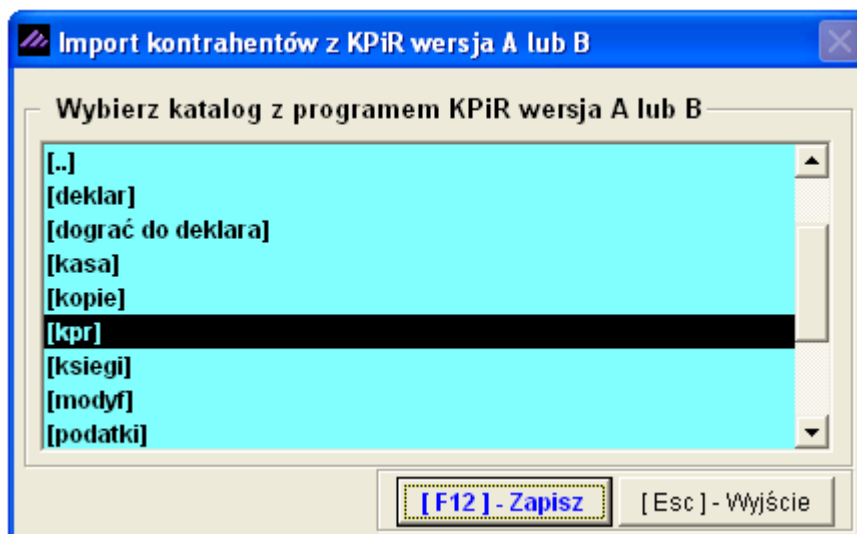 Import kontrahentów z KPiR wersja A lub B
Wybierz katalog z programem KPiR wersja A lub B
[..]
[deklar]
[dograć do deklara]
[kasa]
[kopie]
[kpr]
[ksiegi]
[modyf]
[podatki]
[ F12 ] - Zapisz [ Esc ] - Wyjście